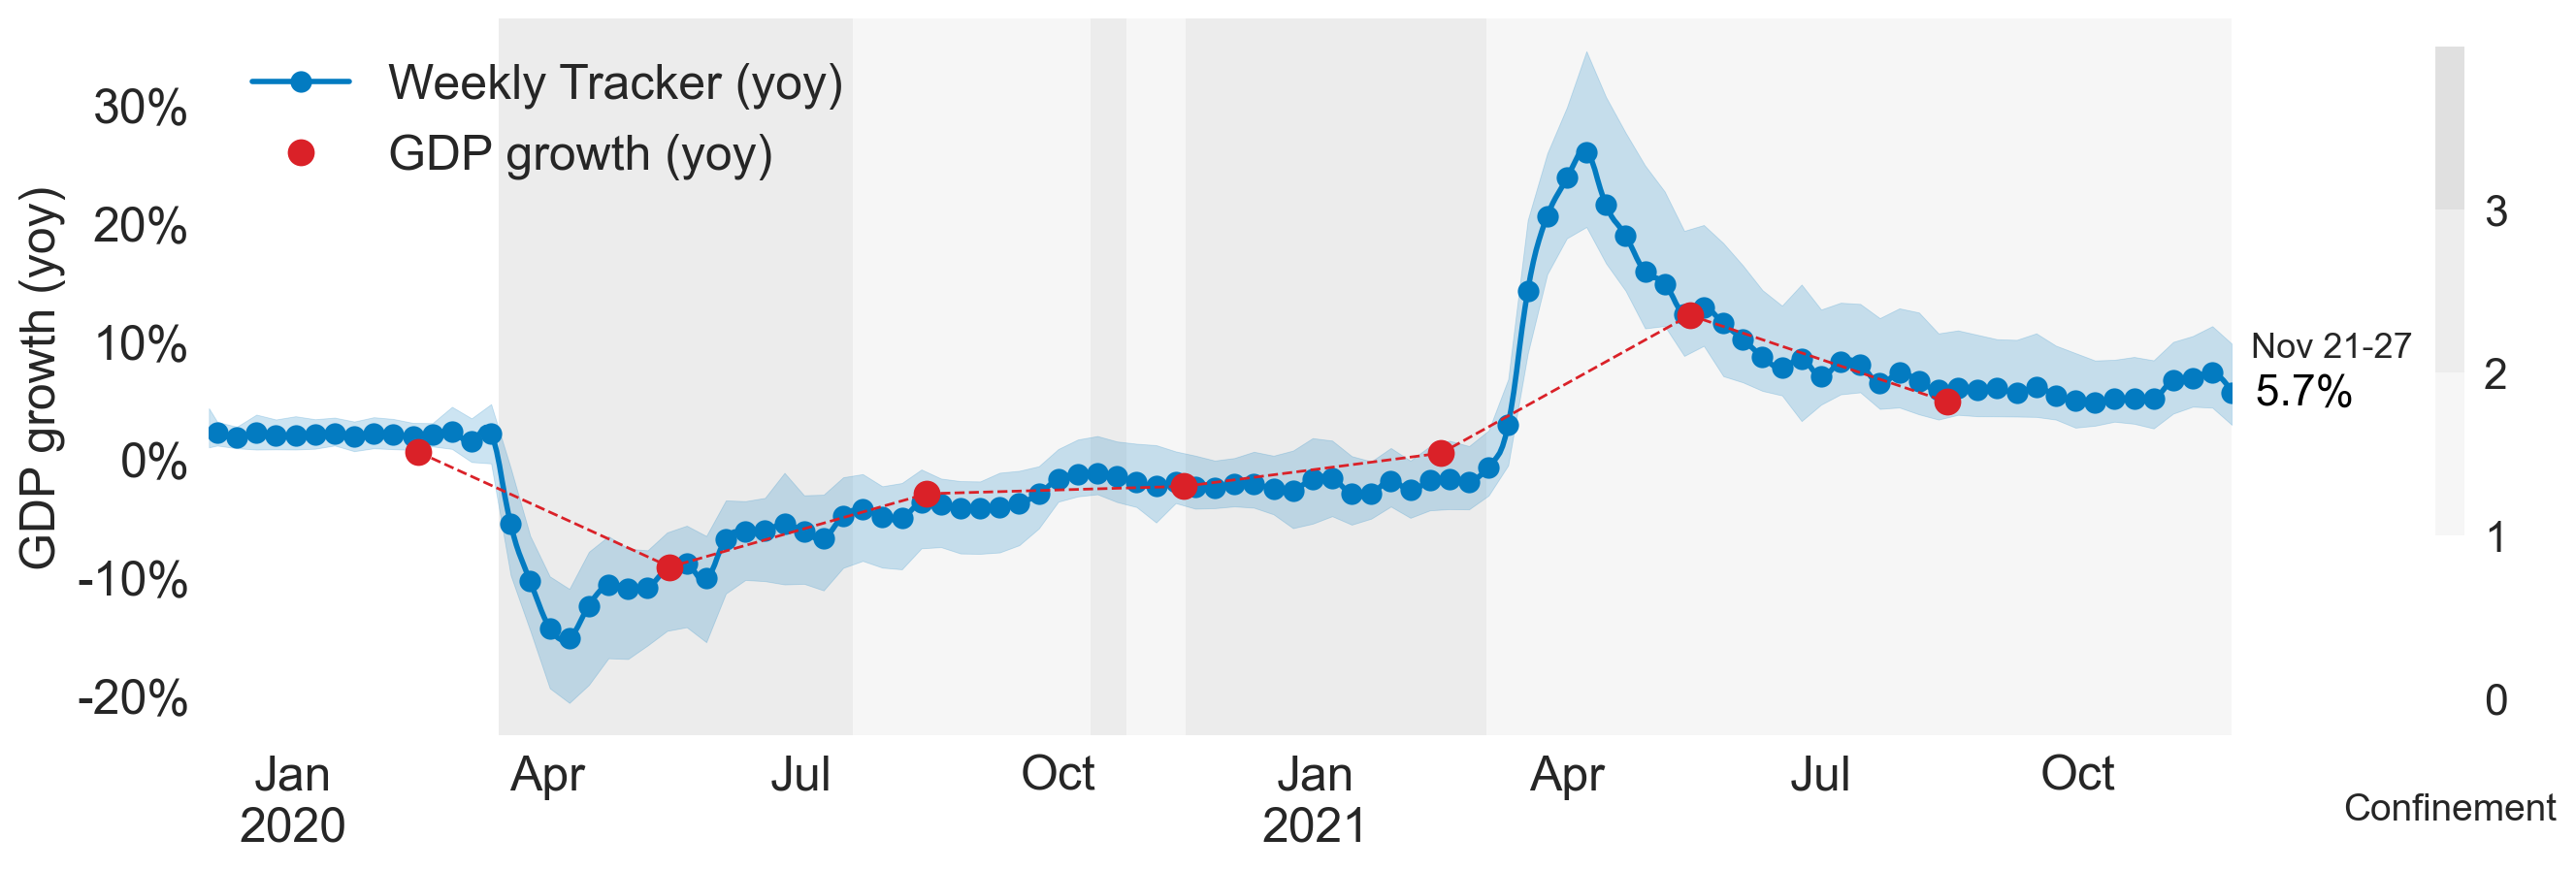 Weekly Tracker (yoy)
GDP growth (yoy)
GDP growth (yoy)
30%
20%
10%
0%
-10%
-20%
Jan
2020
Apr
Jul
Oct
Jan
2021
Apr
Jul
Oct
Nov 21-27
5.7%
3
2
1
0
Confinement